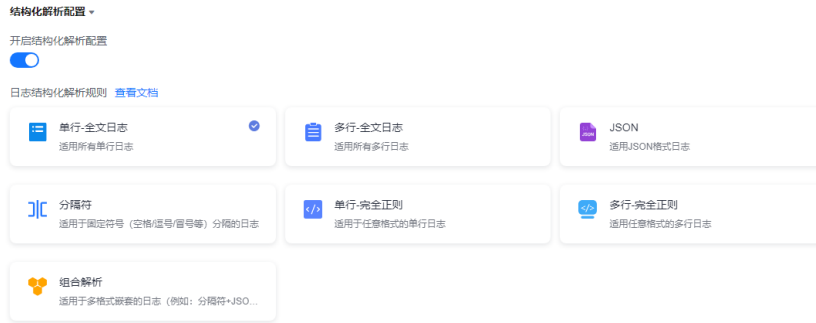 结构化解析配置
开启结构化解析配置
日志结构化解析规则 查看文档
单行-全文日志
适用所有单行日志
多行-全文日志
适用所有多行日志
JSON
JSON
适用JSON格式日志
分隔符
适用于固定符号（空格/逗号/冒号等）分隔的日志
单行-完全正则
适用于任意格式的单行日志
多行-完全正则
适用任意格式的多行日志
组合解析
适用于多格式嵌套的日志（例如：分隔符+JSO...